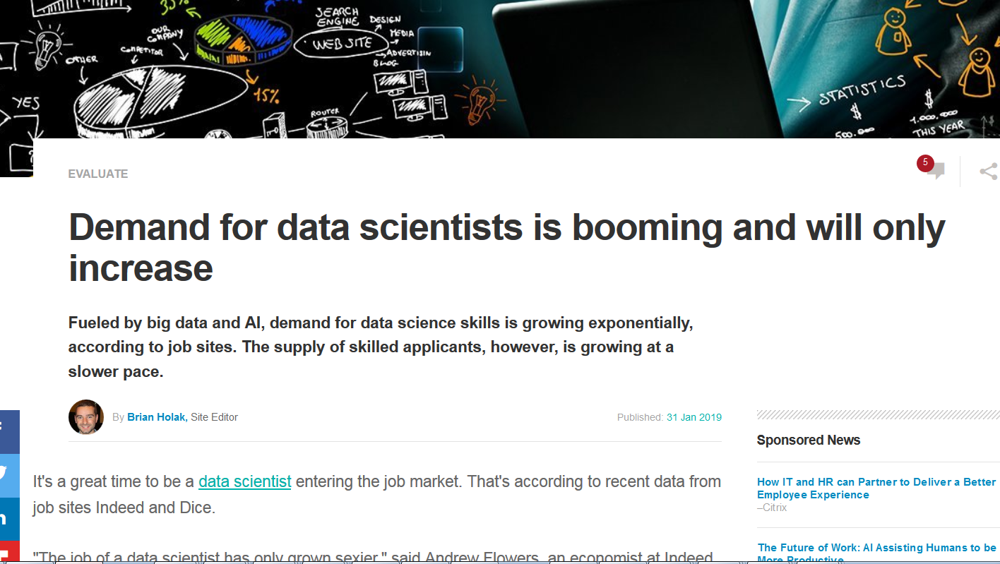 35%
SEARCH
ENGINE
DESIGN
OUR
COMPANY
MEDIA
WEB SITE
COMPETITOR
ADVERTISIN
OTHER
BLOG
15%
YES
ROUTER
STATISTICS
$
$
1.000.000
500.000
THIS YEAR
$
?
EVALUATE
5
Demand for data scientists is booming and will only
increase
Fueled by big data and AI, demand for data science skills is growing exponentially,
according to job sites. The supply of skilled applicants, however, is growing at a
slower pace.
By Brian Holak, Site Editor
Published: 31 Jan 2019
It's a great time to be a data scientist entering the job market. That's according to recent data from
job sites Indeed and Dice.
"The job of a data scientist has only grown sexier," said Andrew Flowers, an economist at Indeed
Sponsored News
How IT and HR can Partner to Deliver a Better
Employee Experience
–Citrix
The Future of Work: AI Assisting Humans to be
More Productive